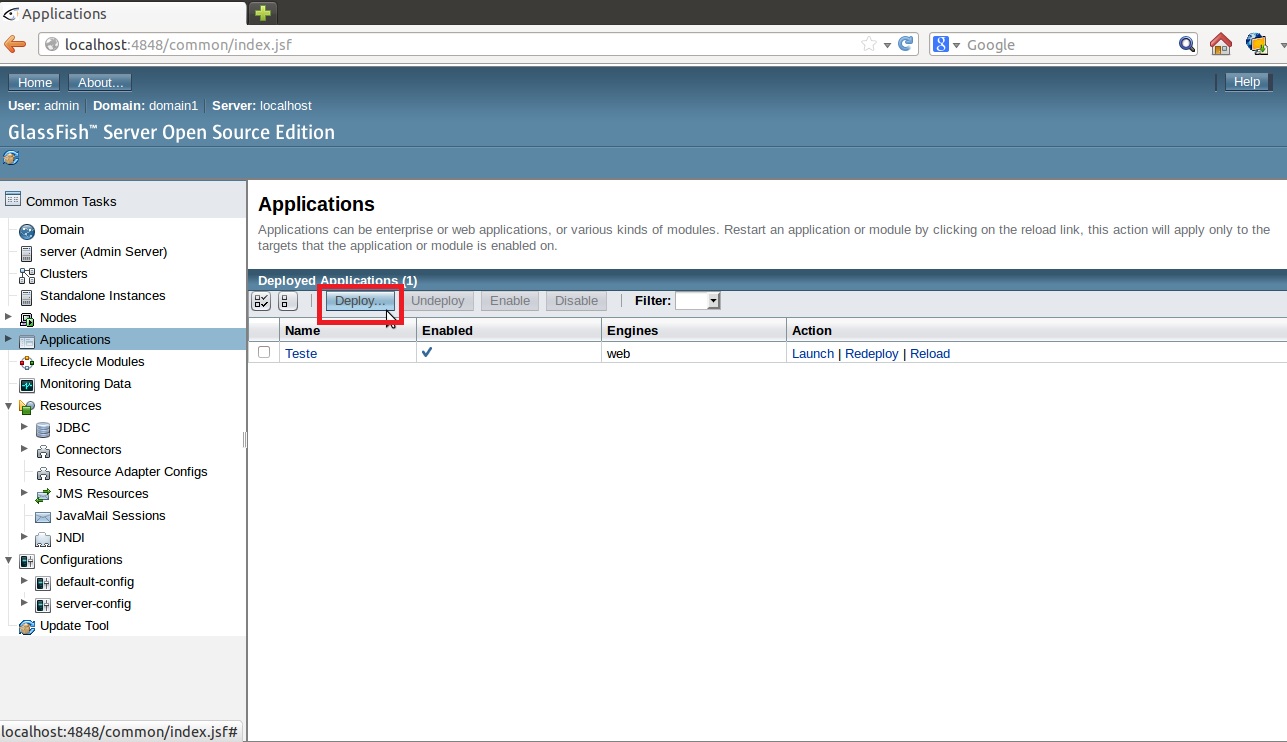 Applications
localhost:4848/common/index.jsf
Google
Home About...
Help
User: admin Domain: domain1 Server: localhost
GlassFish™ Server Open Source Edition
Common Tasks
Domain
server (Admin Server)
Clusters
Standalone Instances
Nodes
Applications
Lifecycle Modules
Monitoring Data
Resources
JDBC
Connectors
Resource Adapter Configs
JMS Resources
JavaMail Sessions
JNDI
Configurations
default-config
server-config
Update Tool
Applications
Applications can be enterprise or web applications, or various kinds of modules. Restart an application or module by clicking on the reload link, this action will apply only to the
targets that the application or module is enabled on.
Deployed Applications (1)
Deploy... Undeploy Enable Disable Filter:
Name Enabled Engines Action
Teste web Launch | Redeploy | Reload
localhost:4848/common/index.jsf#